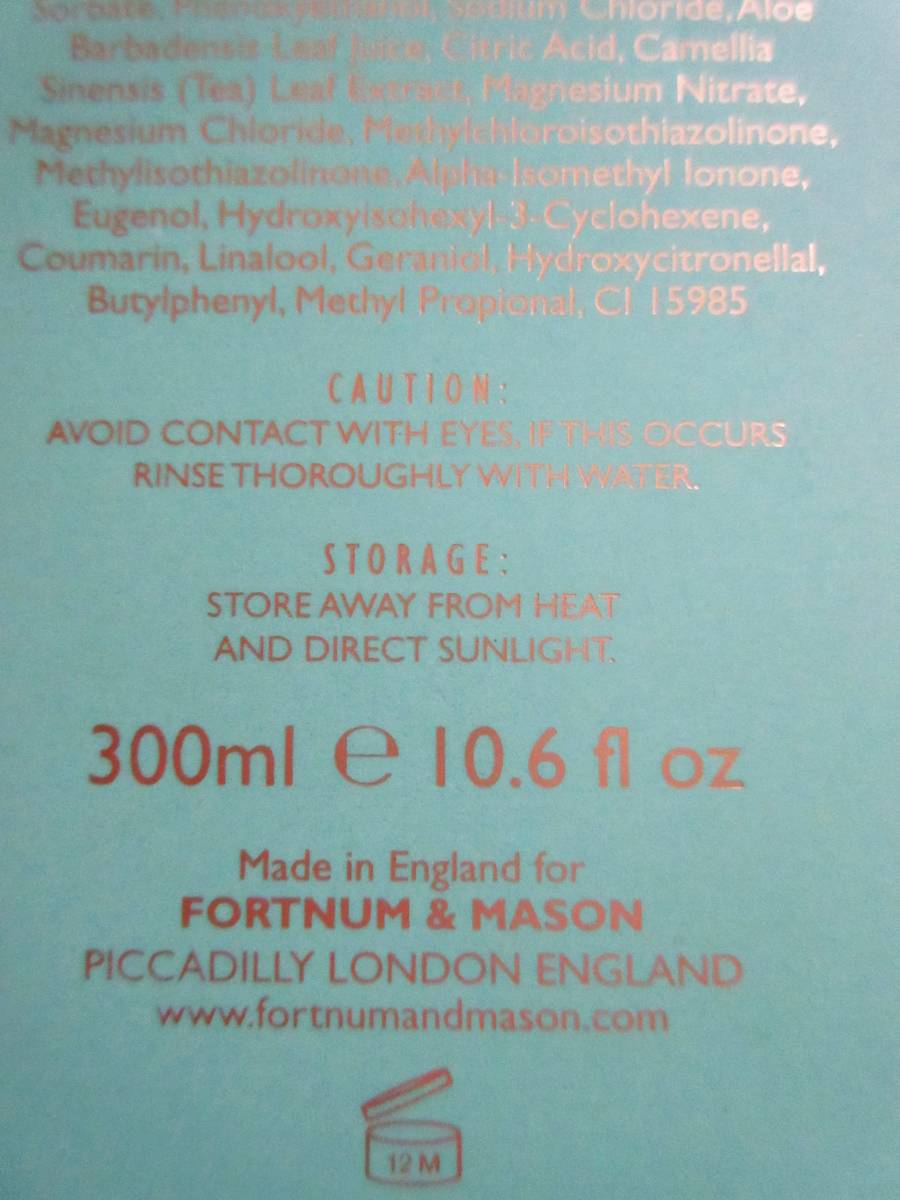 Sorbate, Phenoxyethanol, Sodium Chloride, Aloe
Barbadensis Leaf Juice, Citric Acid, Camellia
Sinensis (Tea) Leaf Extract, Magnesium Nitrate,
Magnesium Chloride, Methylchloroisothiazolinone,
Methylisothiazolinone, Alpha-Isomethyl Ionone,
Eugenol, Hydroxyisohexyl-3-Cyclohexene,
Coumarin, Linalool, Geraniol, Hydroxycitronellal,
Butylphenyl, Methyl Propional, CI 15985
CAUTION:
AVOID CONTACT WITH EYES, IF THIS OCCURS
RINSE THOROUGHLY WITH WATER.
STORAGE:
STORE AWAY FROM HEAT
AND DIRECT SUNLIGHT.
300ml e 10.6 fl oz
Made in England for
FORTNUM & MASON
PICCADILLY LONDON ENGLAND
www.fortnumandmason.com
12 M